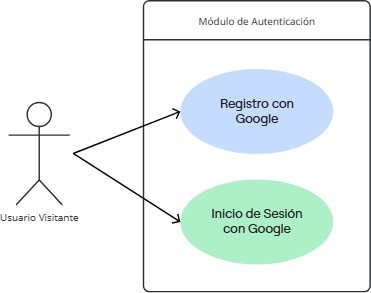 Módulo de Autenticación
Registro con
Google
Usuario Visitante
Inicio de Sesión
con Google